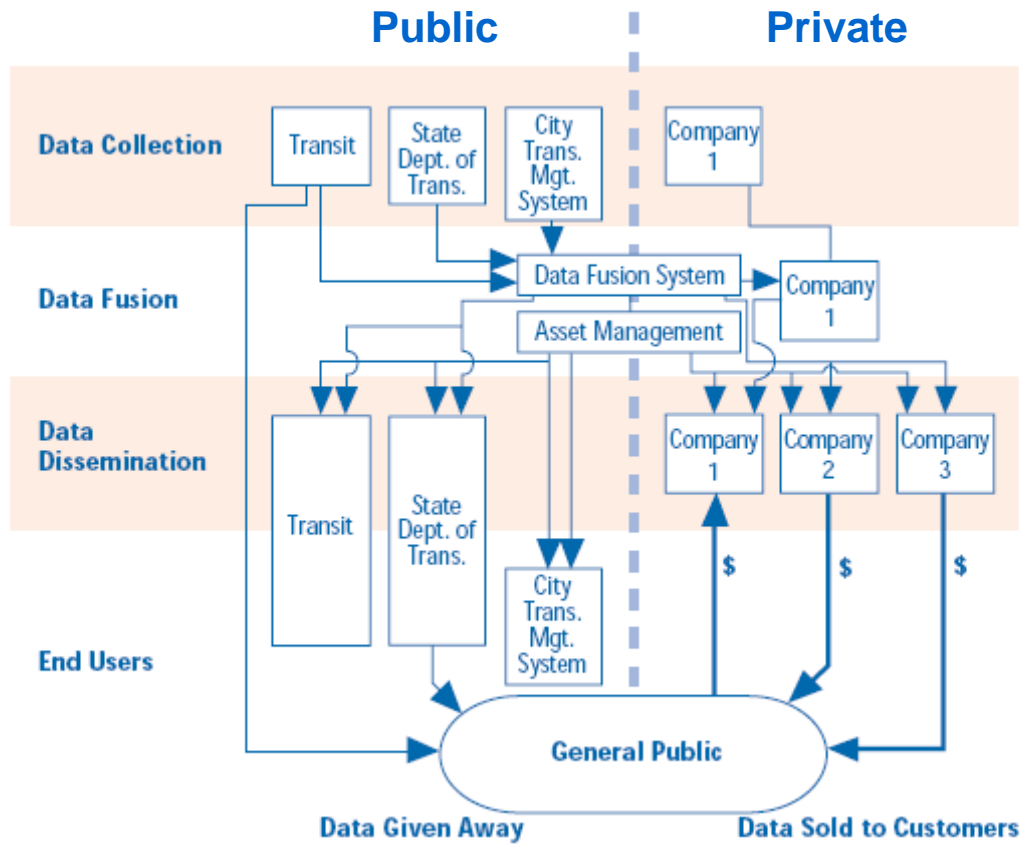 Public
Private
Data Collection
Transit
State
Dept. of
Trans.
City
Trans.
Mgt.
System
Company
1
Data Fusion
Data Fusion System
Company
1
Asset Management
Data
Dissemination
Transit
State
Dept. of
Trans.
Company
1
Company
2
Company
3
$
$
$
City
Trans.
Mgt.
System
End Users
General Public
Data Given Away
Data Sold to Customers